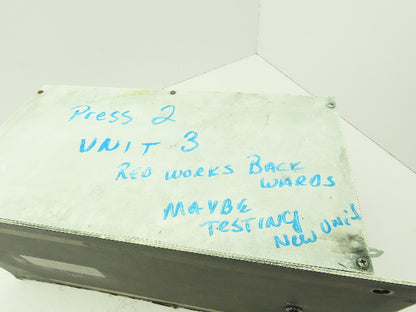 Press 2
UNIT 3
RED WORKS BACK
WARDS
MAYBE
TESTING
NEW UNIT